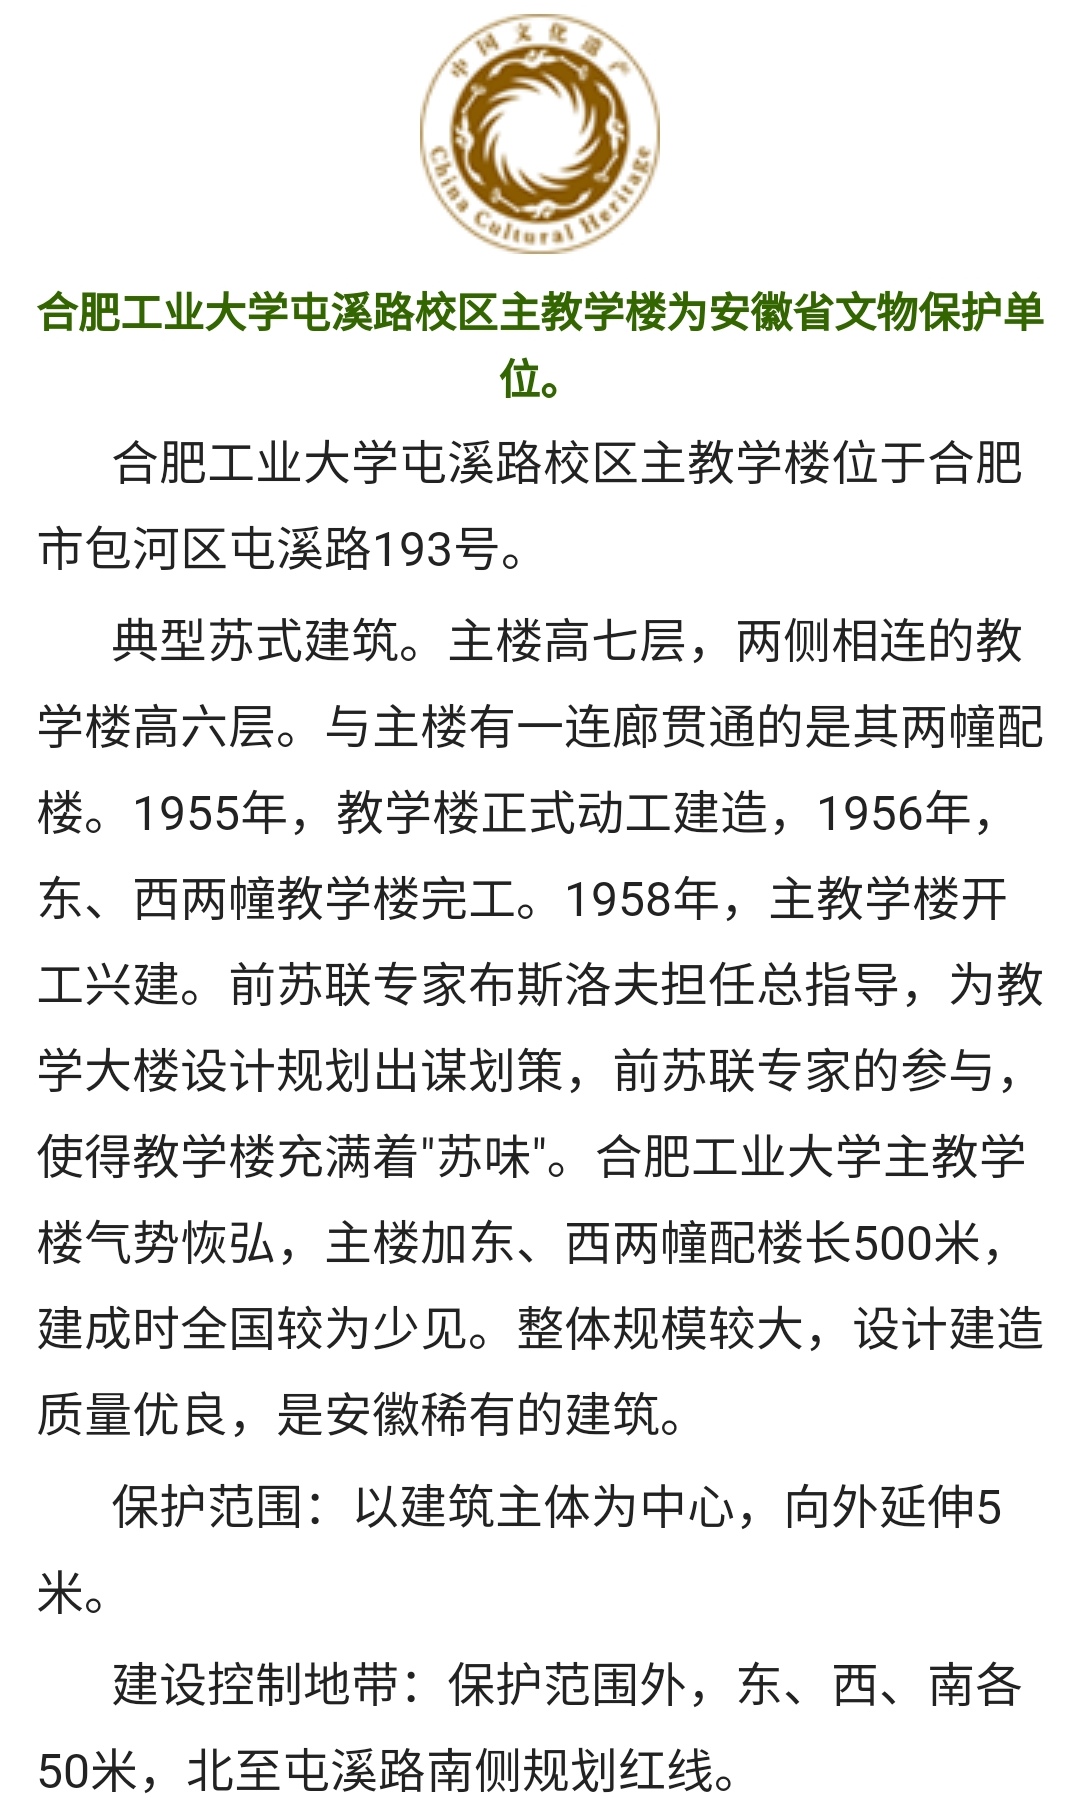 中国文化遗产
China Cultural Heritage
合肥工业大学屯溪路校区主教学楼为安徽省文物保护单
位。
合肥工业大学屯溪路校区主教学楼位于合肥
市包河区屯溪路193号。
典型苏式建筑。主楼高七层，两侧相连的教
学楼高六层。与主楼有一连廊贯通的是其两幢配
楼。1955年，教学楼正式动工建造，1956年，
东、西两幢教学楼完工。1958年，主教学楼开
工兴建。前苏联专家布斯洛夫担任总指导，为教
学大楼设计规划出谋划策，前苏联专家的参与，
使得教学楼充满着"苏味"。合肥工业大学主教学
楼气势恢弘，主楼加东、西两幢配楼长500米，
建成时全国较为少见。整体规模较大，设计建造
质量优良，是安徽稀有的建筑。
保护范围：以建筑主体为中心，向外延伸5
米。
建设控制地带：保护范围外，东、西、南各
50米，北至屯溪路南侧规划红线。